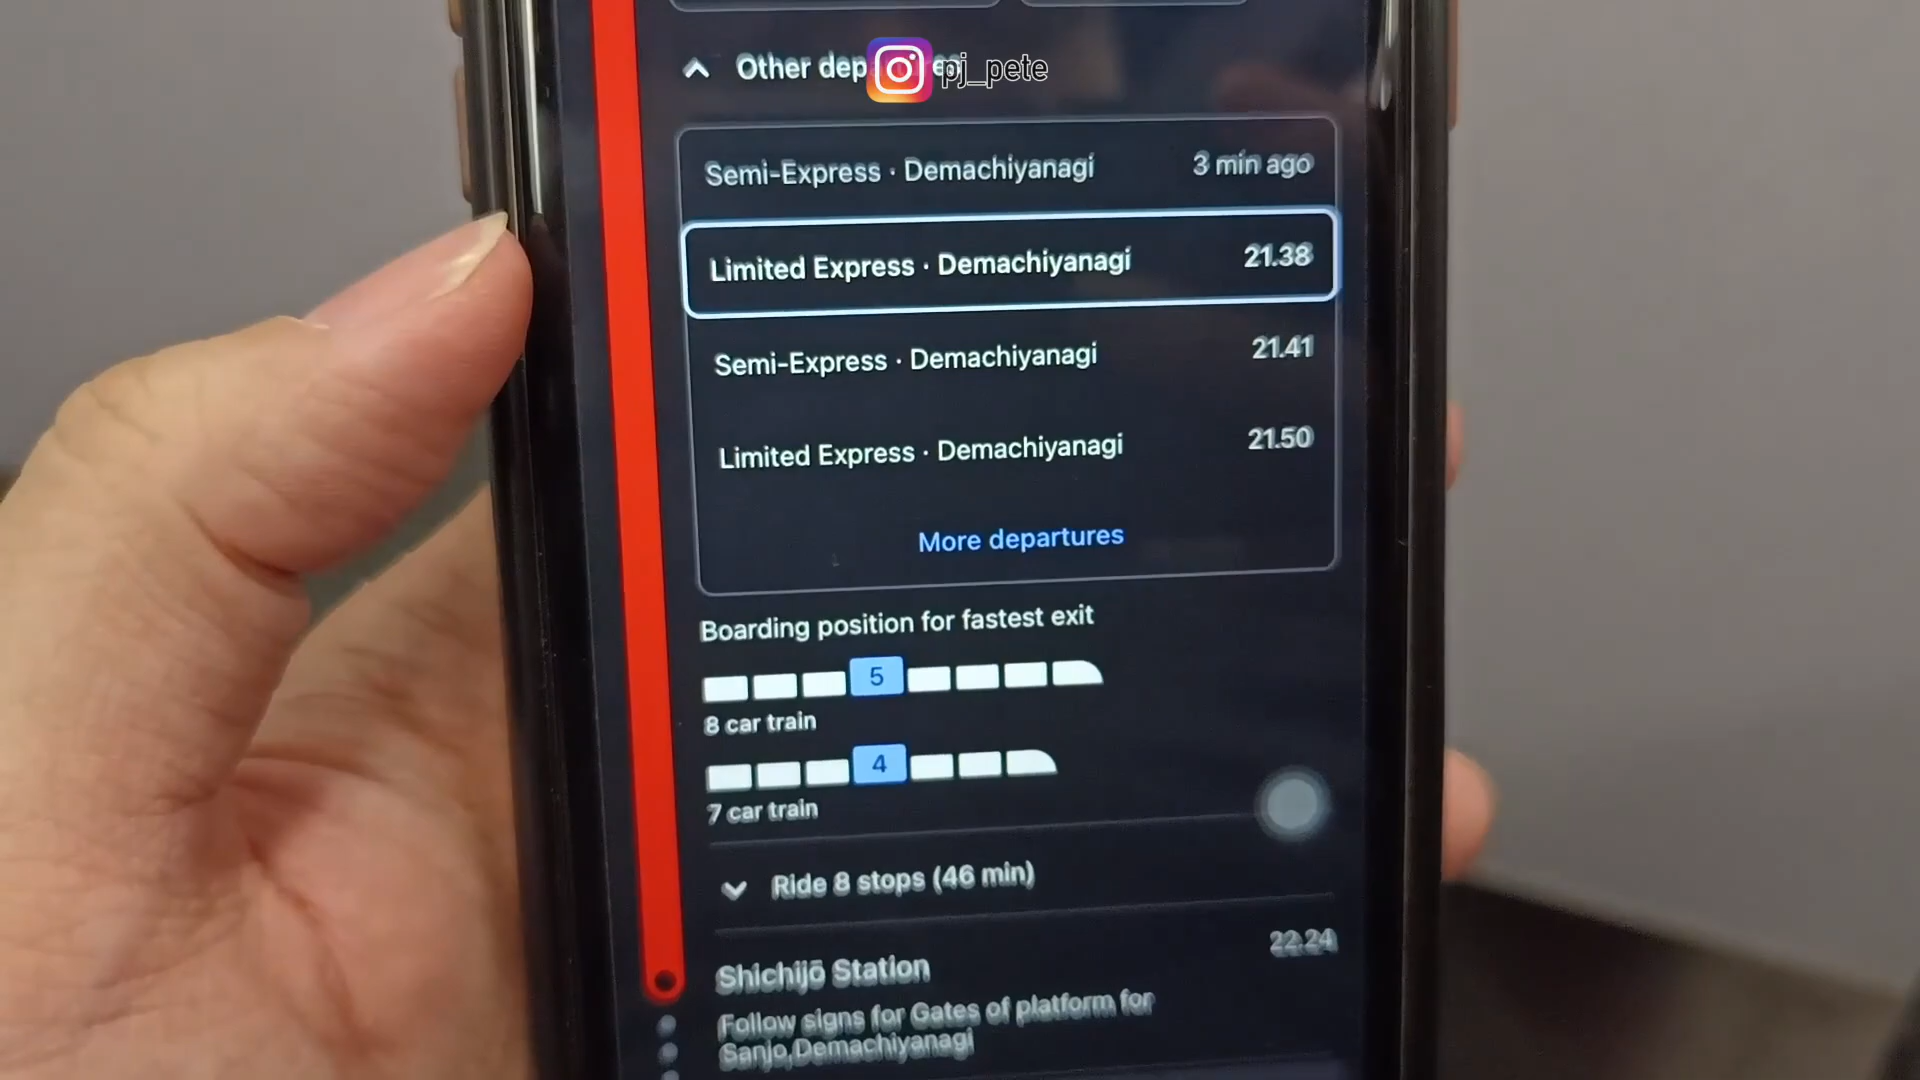 Other dep es
pj_pete
Semi-Express · Demachiyanagi 3 min ago
Limited Express · Demachiyanagi 21.38
Semi-Express · Demachiyanagi 21.41
Limited Express · Demachiyanagi 21.50
More departures
Boarding position for fastest exit
5
8 car train
4
7 car train
Ride 8 stops (46 min)
22.24
Shichijō Station
Follow signs for Gates of platform for
Sanjo,Demachiyanagi